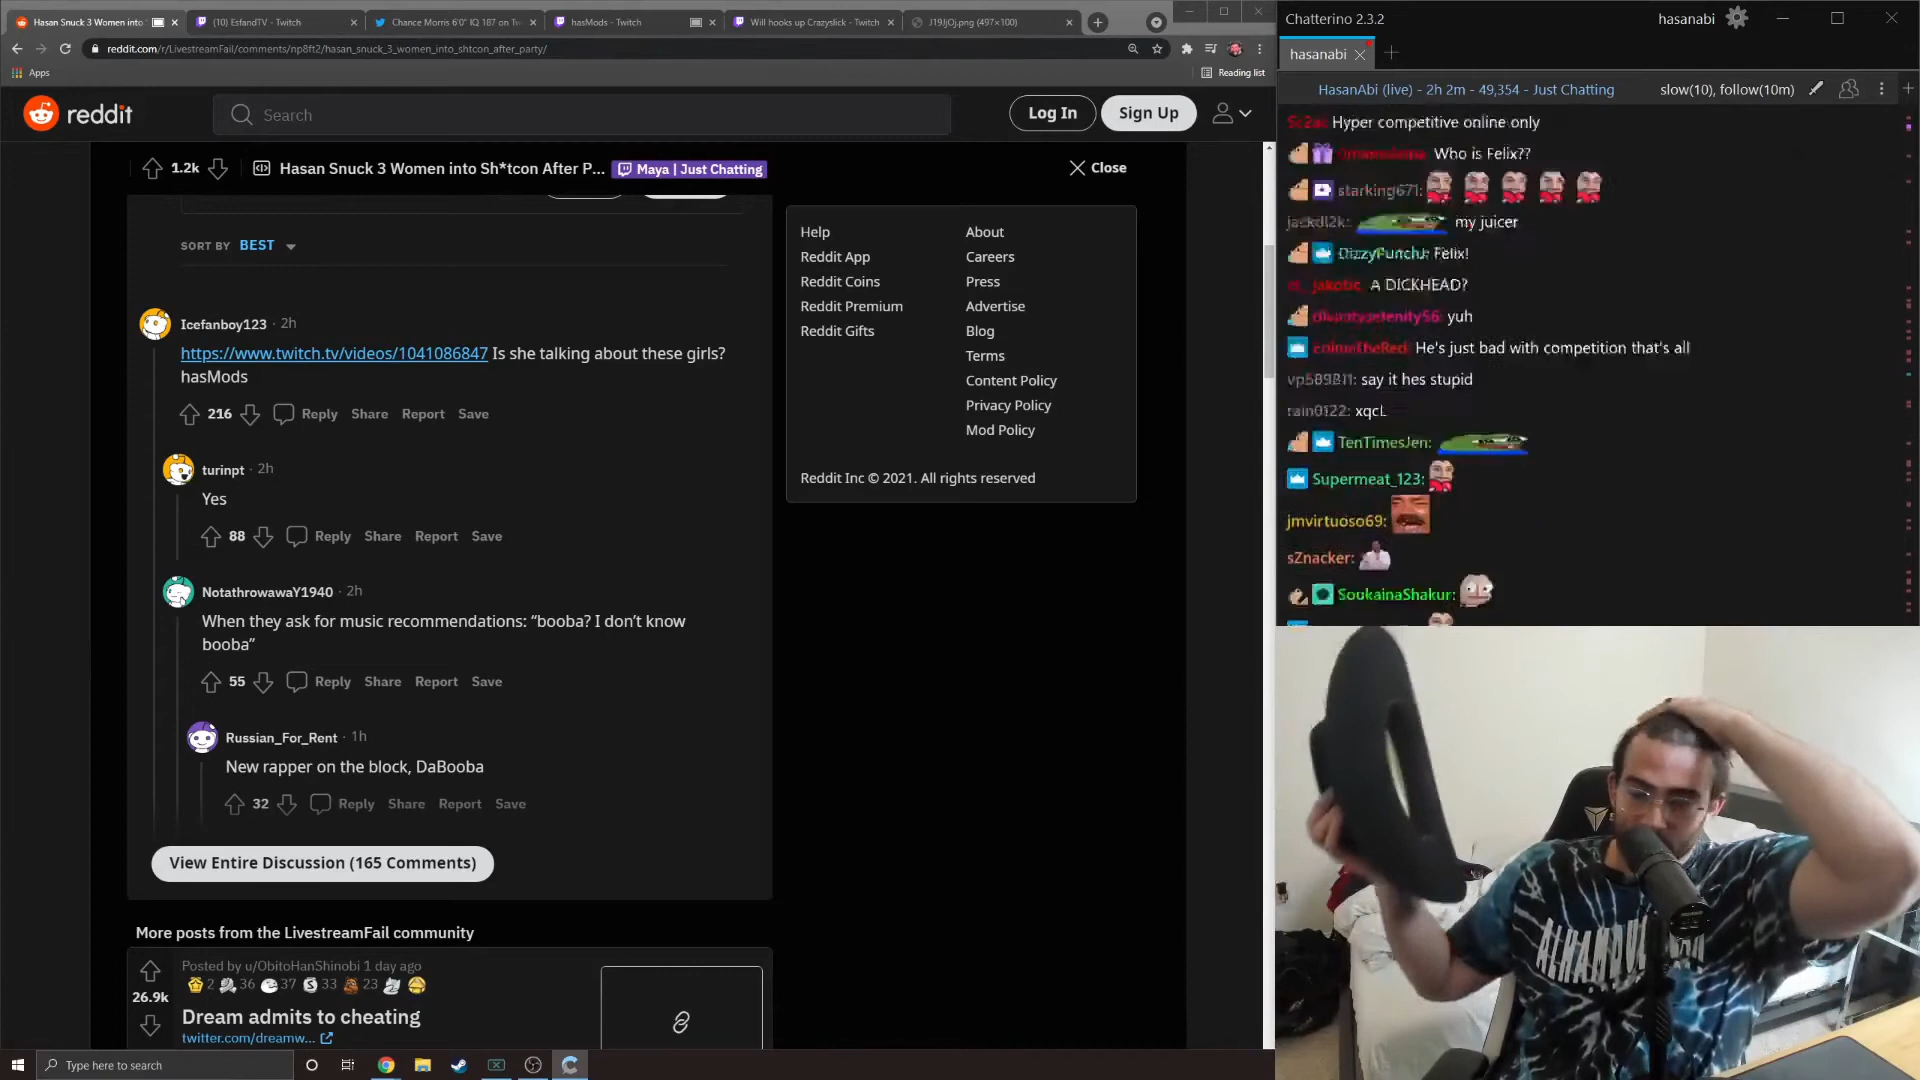 Hasan Snuck 3 Women into
(10) EsfandTV - Twitch
Chance Morris 6'0" IQ 187 on Tw
hasMods - Twitch
Will hooks up Crazyslick - Twitch
J19JjOj.png (497×100)
reddit.com/r/LivestreamFail/comments/np8ft2/hasan_snuck_3_women_into_shtcon_after_party/
Apps
Reading list
reddit
Search
Log In
Sign Up
1.2k
Hasan Snuck 3 Women into Sh*tcon After P...
Maya | Just Chatting
Close
SORT BY BEST
Icefanboy123 · 2h
https://www.twitch.tv/videos/1041086847 Is she talking about these girls?
hasMods
216 Reply Share Report Save
turinpt · 2h
Yes
88 Reply Share Report Save
NotathrowawaY1940 · 2h
When they ask for music recommendations: “booba? I don’t know
booba”
55 Reply Share Report Save
Russian_For_Rent · 1h
New rapper on the block, DaBooba
32 Reply Share Report Save
View Entire Discussion (165 Comments)
More posts from the LivestreamFail community
Posted by u/ObitoHanShinobi 1 day ago
2 36 37 33 23
26.9k
Dream admits to cheating
twitter.com/dreamw...
Help
Reddit App
Reddit Coins
Reddit Premium
Reddit Gifts
About
Careers
Press
Advertise
Blog
Terms
Content Policy
Privacy Policy
Mod Policy
Reddit Inc © 2021. All rights reserved
Type here to search
Chatterino 2.3.2
hasanabi
hasanabi
HasanAbi (live) - 2h 2m - 49,354 - Just Chatting
slow(10), follow(10m)
Hyper competitive online only
Who is Felix??
starking671:
jackdl2k: my juicer
Felix!
jakobc: A DICKHEAD?
yuh
He's just bad with competition that's all
say it hes stupid
rain0122: xqcL
TenTimesJen:
Supermeat_123:
jmvirtuoso69:
sZnacker:
SoukainaShakur: